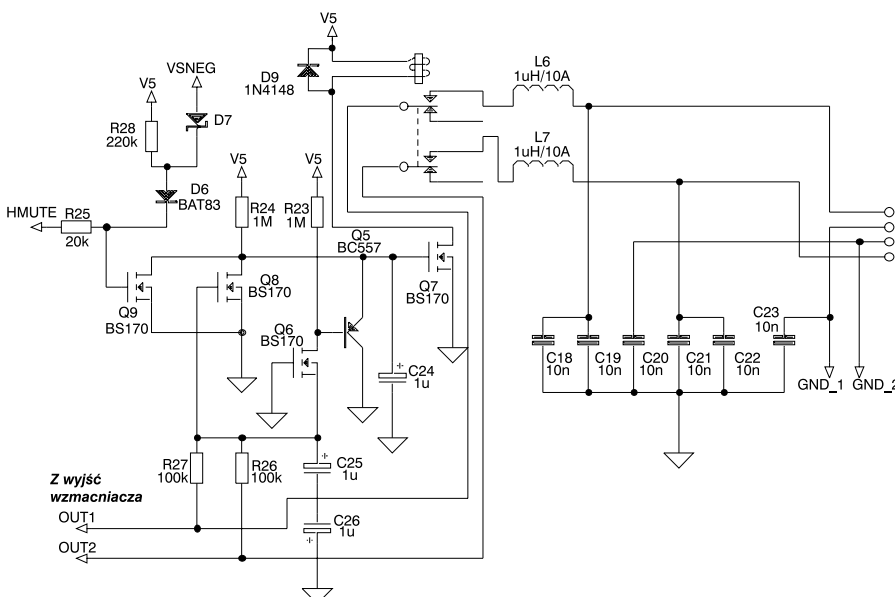 V5
VSNEG
V5
R28
220k
D7
D9
1N4148
L6
1uH/10A
L7
1uH/10A
D6
BAT83
V5
V5
HMUTE
R25
20k
R24
1M
R23
1M
Q5
BC557
Q9
BS170
Q8
BS170
Q6
BS170
Q7
BS170
C24
1u
C18
10n
C19
10n
C20
10n
C21
10n
C22
10n
C23
10n
GND_1
GND_2
R27
100k
R26
100k
C25
1u
C26
1u
Z wyjść
wzmacniacza
OUT1
OUT2